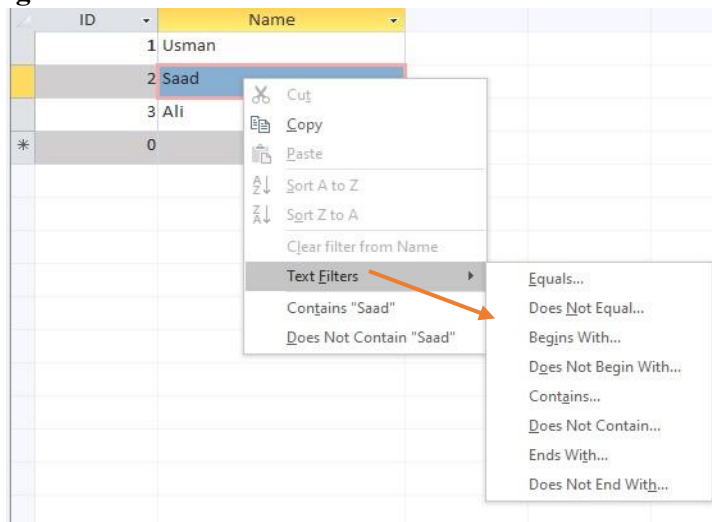 g
ID Name
1 Usman
2 Saad
3 Ali
* 0
Cut
Copy
Paste
Sort A to Z
Sort Z to A
Clear filter from Name
Text Filters
Contains "Saad"
Does Not Contain "Saad"
Equals...
Does Not Equal...
Begins With...
Does Not Begin With...
Contains...
Does Not Contain...
Ends With...
Does Not End With...